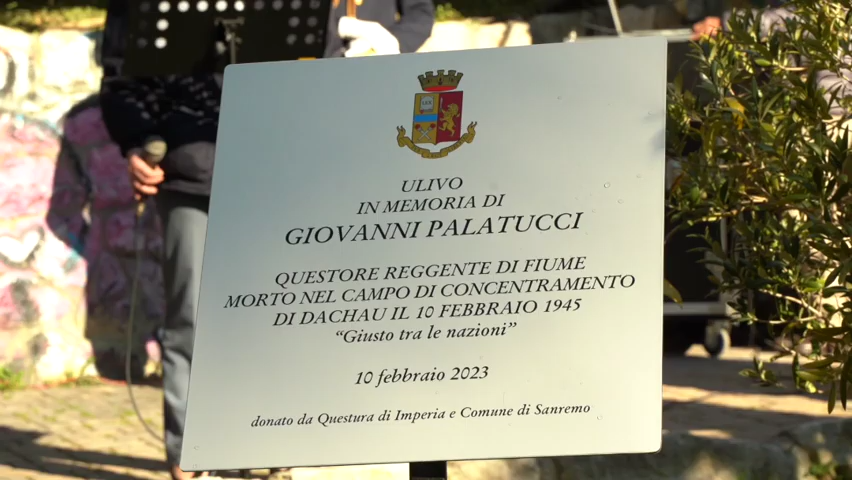 ULIVO
IN MEMORIA DI
GIOVANNI PALATUCCI
QUESTORE REGGENTE DI FIUME
MORTO NEL CAMPO DI CONCENTRAMENTO
DI DACHAU IL 10 FEBBRAIO 1945
“Giusto tra le nazioni”
10 febbraio 2023
donato da Questura di Imperia e Comune di Sanremo